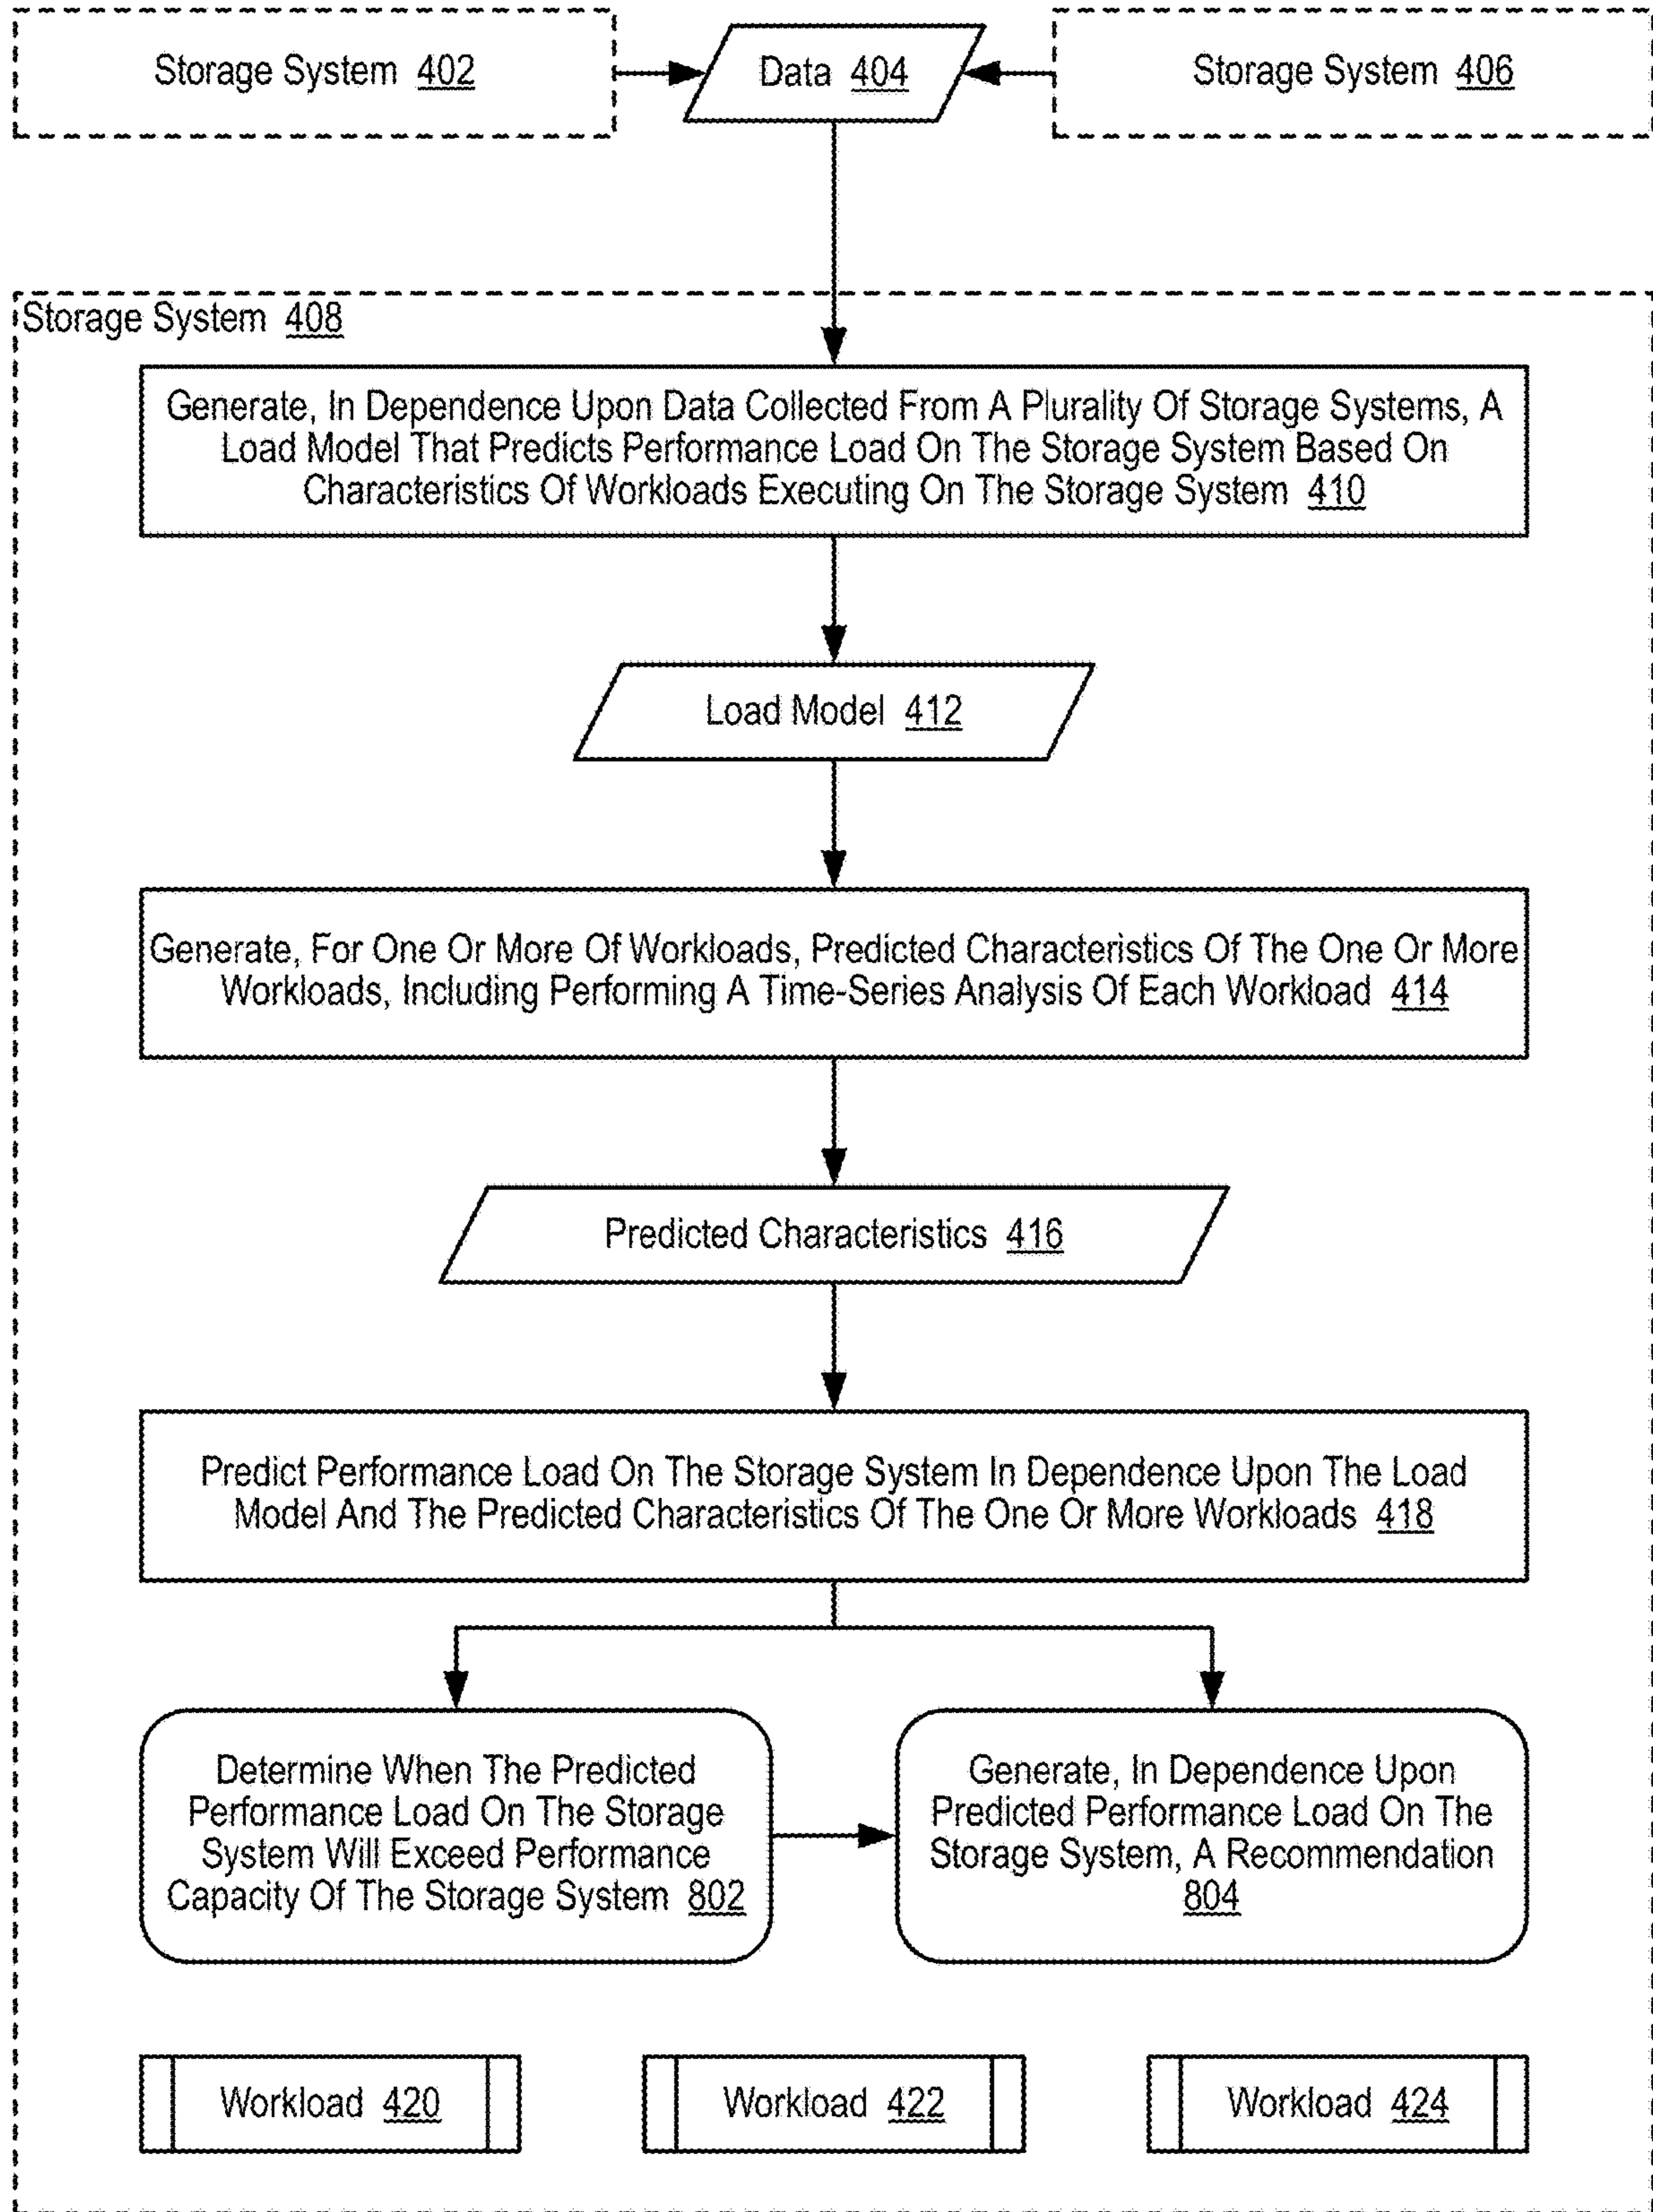 Storage System 402
Data 404
Storage System 406
Storage System 408
Generate, In Dependence Upon Data Collected From A Plurality Of Storage Systems, A
Load Model That Predicts Performance Load On The Storage System Based On
Characteristics Of Workloads Executing On The Storage System 410
Load Model 412
Generate, For One Or More Of Workloads, Predicted Characteristics Of The One Or More
Workloads, Including Performing A Time-Series Analysis Of Each Workload 414
Predicted Characteristics 416
Predict Performance Load On The Storage System In Dependence Upon The Load
Model And The Predicted Characteristics Of The One Or More Workloads 418
Determine When The Predicted
Performance Load On The Storage
System Will Exceed Performance
Capacity Of The Storage System 802
Generate, In Dependence Upon
Predicted Performance Load On The
Storage System, A Recommendation
804
Workload 420
Workload 422
Workload 424